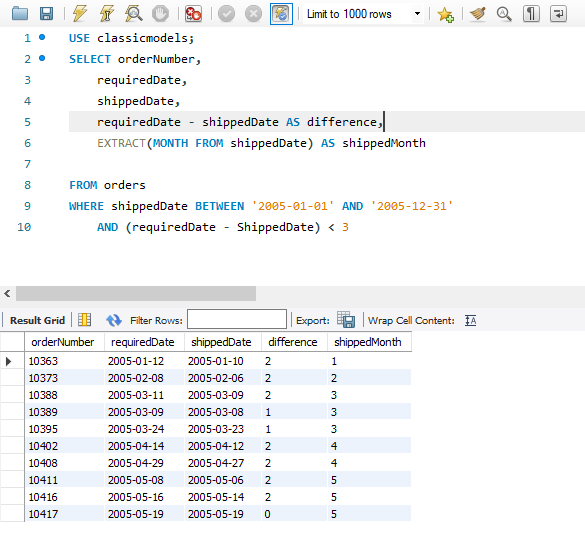 Limit to 1000 rows
1 USE classicmodels;
2 SELECT orderNumber,
3 requiredDate,
4 shippedDate,
5 requiredDate - shippedDate AS difference,
6 EXTRACT(MONTH FROM shippedDate) AS shippedMonth
7
8 FROM orders
9 WHERE shippedDate BETWEEN '2005-01-01' AND '2005-12-31'
10 AND (requiredDate - ShippedDate) < 3
Result Grid Filter Rows: Export: Wrap Cell Content: IA
orderNumber requiredDate shippedDate difference shippedMonth
10363 2005-01-12 2005-01-10 2 1
10373 2005-02-08 2005-02-06 2 2
10388 2005-03-11 2005-03-09 2 3
10389 2005-03-09 2005-03-08 1 3
10395 2005-03-24 2005-03-23 1 3
10402 2005-04-14 2005-04-12 2 4
10408 2005-04-29 2005-04-27 2 4
10411 2005-05-08 2005-05-06 2 5
10416 2005-05-16 2005-05-14 2 5
10417 2005-05-19 2005-05-19 0 5